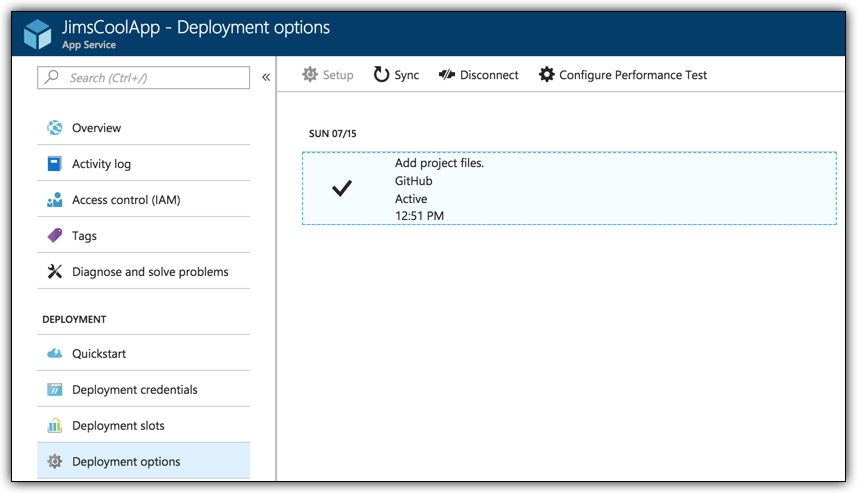 JimsCoolApp - Deployment options
App Service
Search (Ctrl+/)
«
Overview
Activity log
Access control (IAM)
Tags
Diagnose and solve problems
DEPLOYMENT
Quickstart
Deployment credentials
Deployment slots
Deployment options
Setup Sync Disconnect Configure Performance Test
SUN 07/15
Add project files.
GitHub
Active
12:51 PM